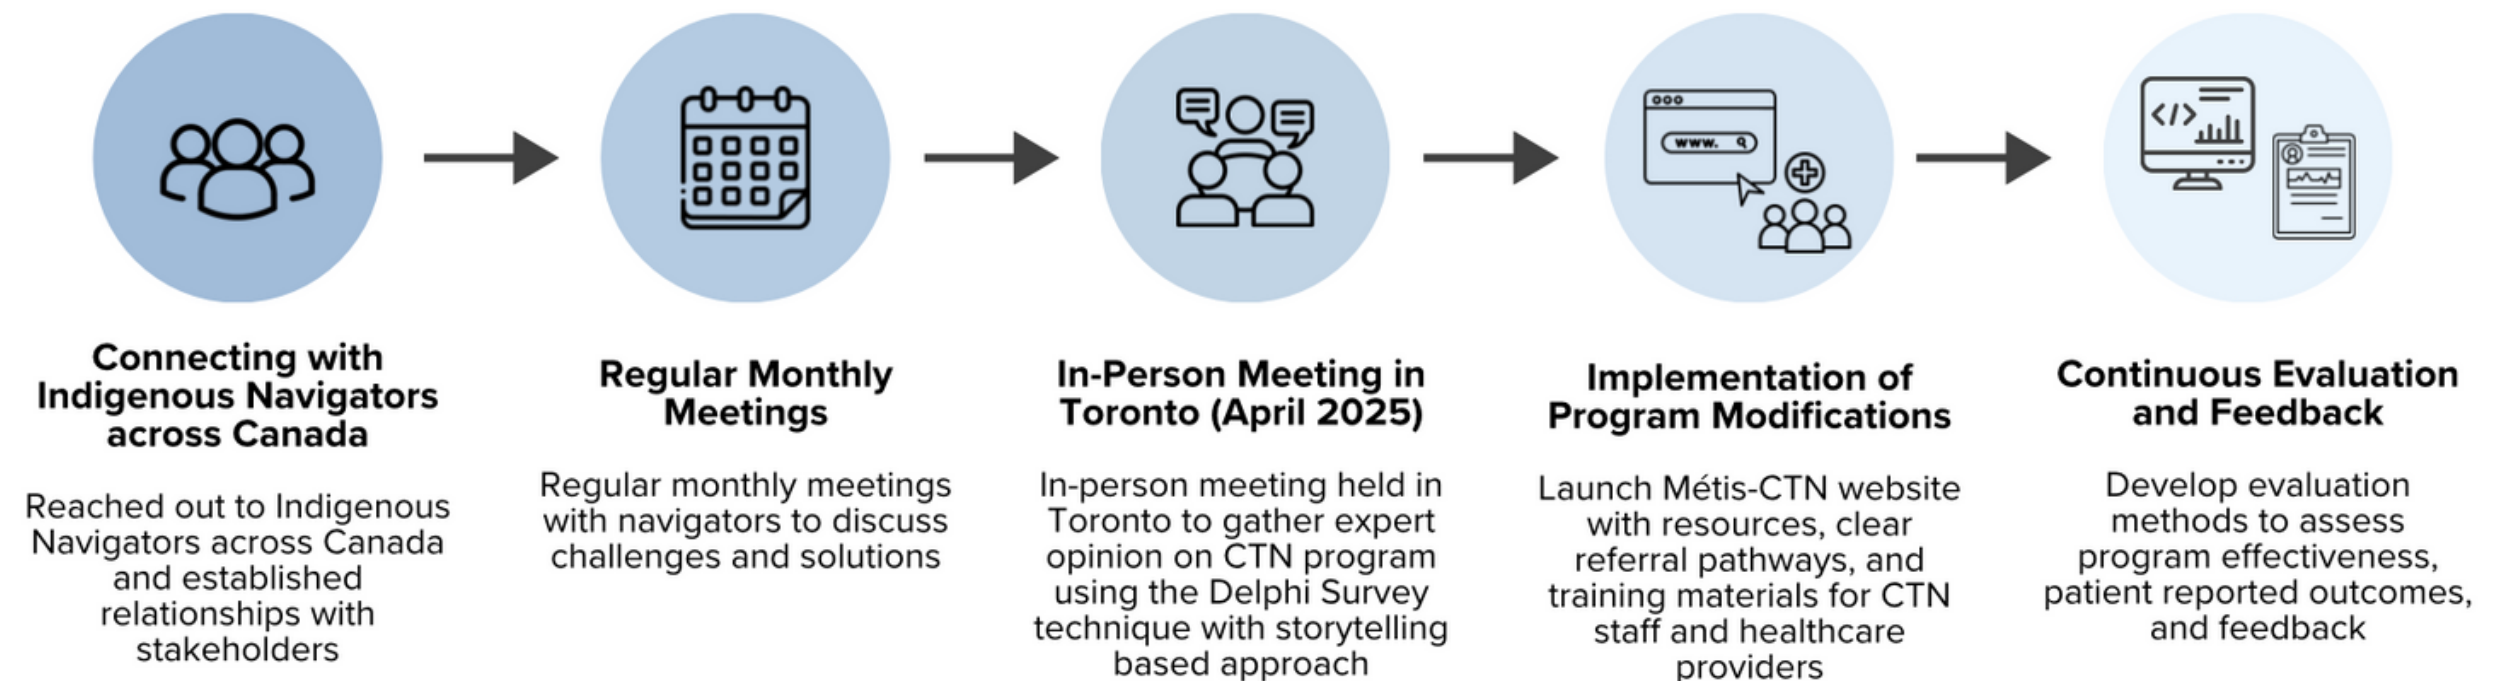 www.
</>
Connecting with
Indigenous Navigators
across Canada
Reached out to Indigenous
Navigators across Canada
and established
relationships with
stakeholders
Regular Monthly
Meetings
Regular monthly meetings
with navigators to discuss
challenges and solutions
In-Person Meeting in
Toronto (April 2025)
In-person meeting held in
Toronto to gather expert
opinion on CTN program
using the Delphi Survey
technique with storytelling
based approach
Implementation of
Program Modifications
Launch Métis-CTN website
with resources, clear
referral pathways, and
training materials for CTN
staff and healthcare
providers
Continuous Evaluation
and Feedback
Develop evaluation
methods to assess
program effectiveness,
patient reported outcomes,
and feedback